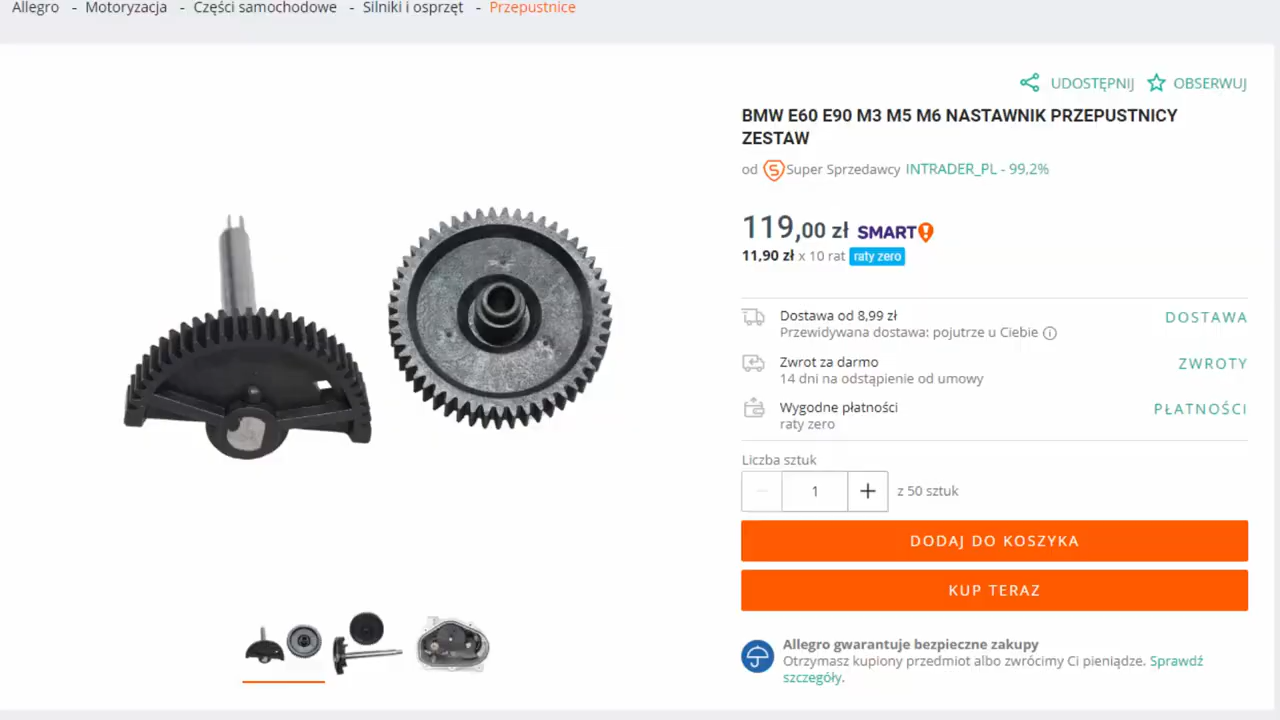 Allegro - Motoryzacja - Części samochodowe - Silniki i osprzęt - Przepustnice
UDOSTĘPNIJ OBSERWUJ
BMW E60 E90 M3 M5 M6 NASTAWNIK PRZEPUSTNICY
ZESTAW
od Super Sprzedawcy INTRADER_PL - 99,2%
119,00 zł SMART!
11,90 zł x 10 rat raty zero
Dostawa od 8,99 zł
DOSTAWA
Przewidywana dostawa: pojutrze u Ciebie
Zwrot za darmo
ZWROTY
14 dni na odstąpienie od umowy
Wygodne płatności
PŁATNOŚCI
raty zero
Liczba sztuk
1 + z 50 sztuk
DODAJ DO KOSZYKA
KUP TERAZ
Allegro gwarantuje bezpieczne zakupy
Otrzymasz kupiony przedmiot albo zwrócimy Ci pieniądze. Sprawdź
szczegóły.